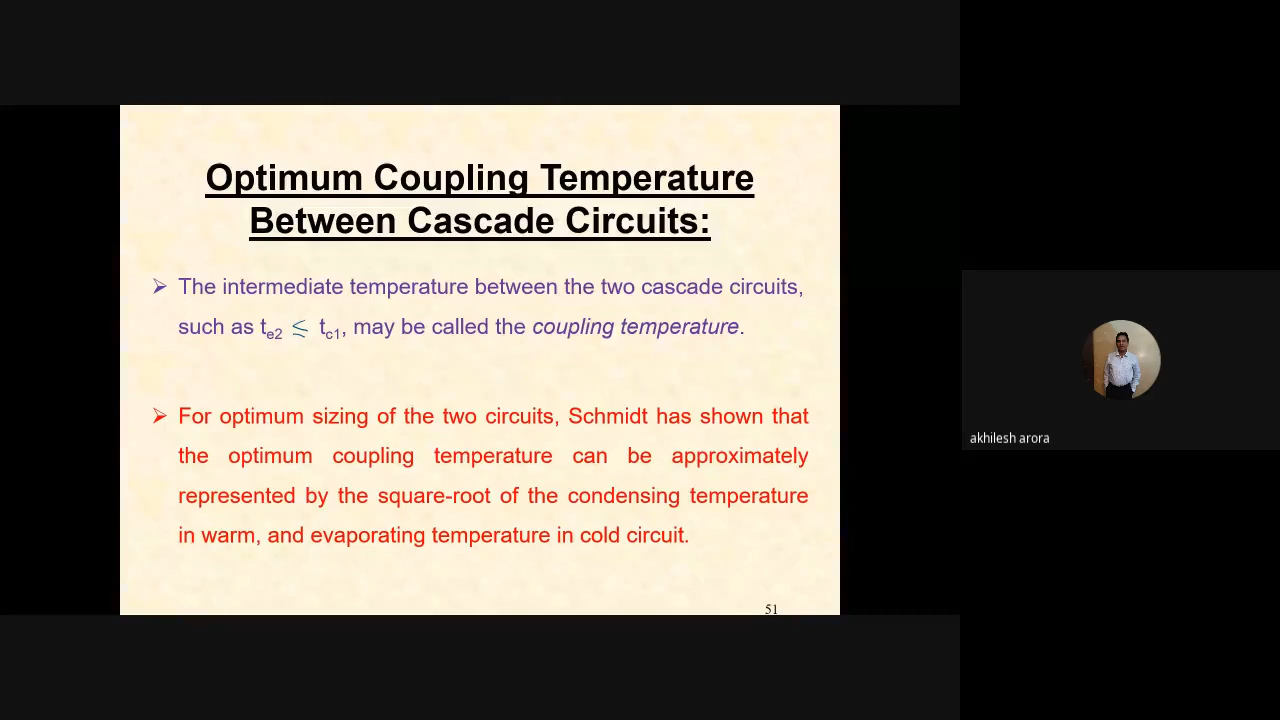 Optimum Coupling Temperature
Between Cascade Circuits:
➢ The intermediate temperature between the two cascade circuits,
such as te2 ≤ tc1, may be called the coupling temperature.
➢ For optimum sizing of the two circuits, Schmidt has shown that
the optimum coupling temperature can be approximately
represented by the square-root of the condensing temperature
in warm, and evaporating temperature in cold circuit.
akhilesh arora
51